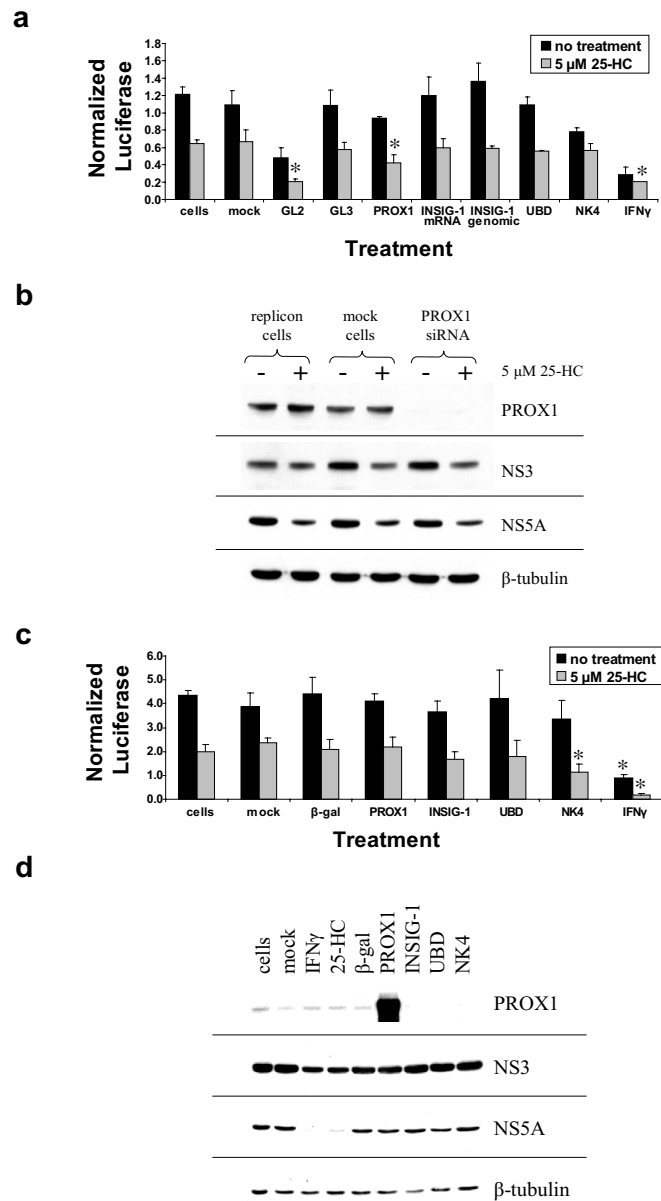 a
no treatment
5 µM 25-HC
Normalized
Luciferase
1.8
1.6
1.4
1.2
1.0
0.8
0.6
0.4
0.2
0.0
* * *
cells mock GL2 GL3 PROX1 INSIG-1 mRNA INSIG-1 genomic UBD NK4 IFNγ
Treatment
b
replicon cells mock cells PROX1 siRNA
- + - + - + 5 µM 25-HC
PROX1
NS3
NS5A
β-tubulin
c
no treatment
5 µM 25-HC
Normalized
Luciferase
6.0
5.0
4.0
3.0
2.0
1.0
0.0
* * *
cells mock β-gal PROX1 INSIG-1 UBD NK4 IFNγ
Treatment
d
cells mock IFNγ 25-HC β-gal PROX1 INSIG-1 UBD NK4
PROX1
NS3
NS5A
β-tubulin